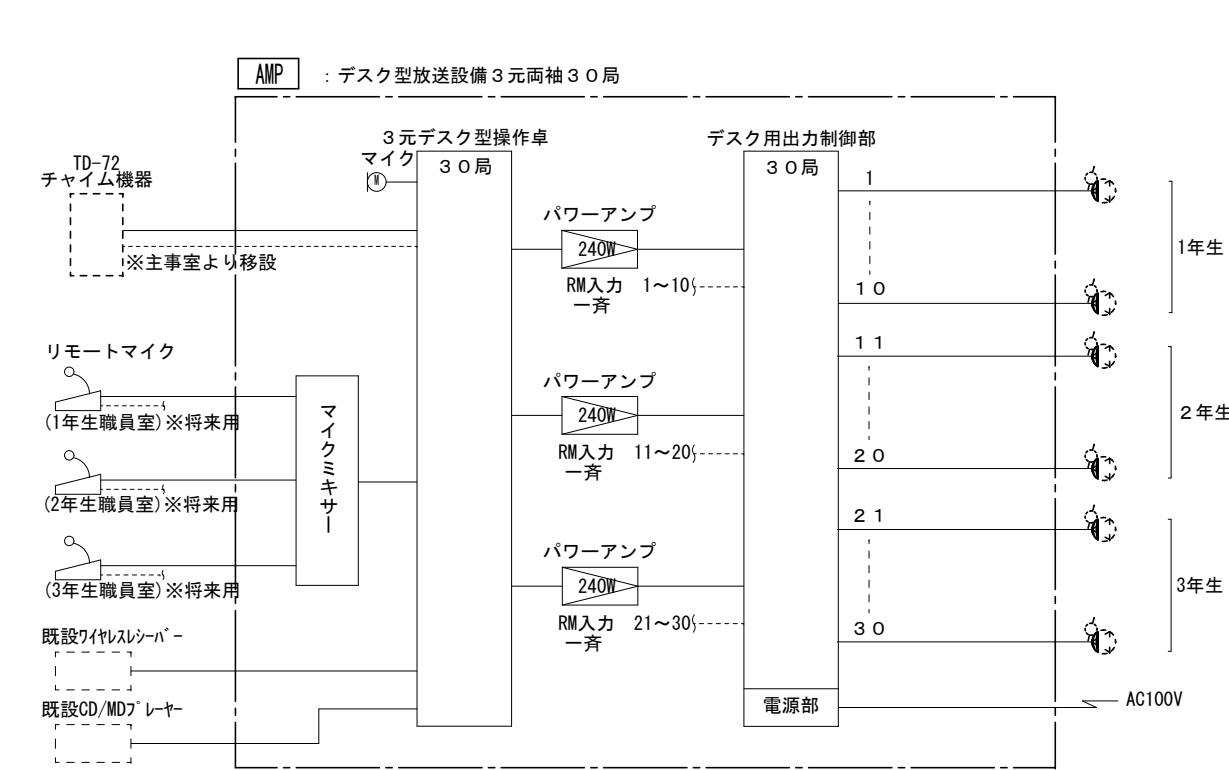 AMP ：デスク型放送設備３元両袖３０局
３元デスク型操作卓
デスク用出力制御部
マイク
３０局
３０局
M
TD-72
チャイム機器
※主事室より移設
パワーアンプ
240W
RM入力 1～10
一斉
1
１０
1年生
リモートマイク
(1年生職員室)※将来用
(2年生職員室)※将来用
(3年生職員室)※将来用
マイクミキサー
パワーアンプ
240W
RM入力 11～20
一斉
１１
２０
２年生
パワーアンプ
240W
RM入力 21～30
一斉
２１
３０
3年生
既設ﾜｲﾔﾚｽﾚｼｰﾊﾞｰ
既設CD/MDﾌﾟﾚｰﾔｰ
電源部
AC100V